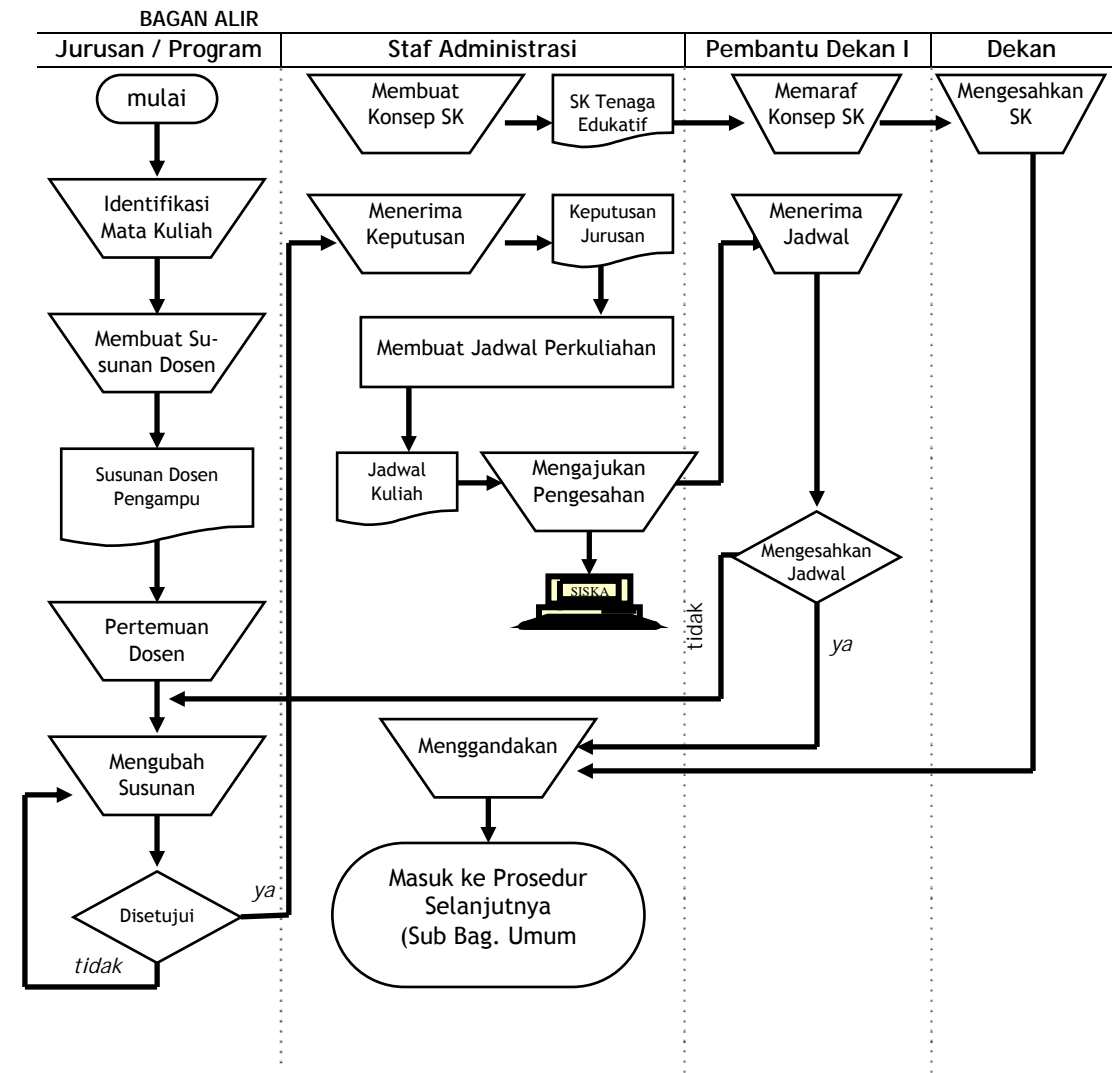 BAGAN ALIR
Jurusan / Program
Staf Administrasi
Pembantu Dekan I
Dekan
mulai
Identifikasi
Mata Kuliah
Membuat Su-
sunan Dosen
Susunan Dosen
Pengampu
Pertemuan
Dosen
Mengubah
Susunan
Disetujui
ya
tidak
Membuat
Konsep SK
SK Tenaga
Edukatif
Menerima
Keputusan
Keputusan
Jurusan
Membuat Jadwal Perkuliahan
Jadwal
Kuliah
Mengajukan
Pengesahan
SISKA
Menggandakan
Masuk ke Prosedur
Selanjutnya
(Sub Bag. Umum
Memaraf
Konsep SK
Menerima
Jadwal
Mengesahkan
Jadwal
tidak
ya
Mengesahkan
SK